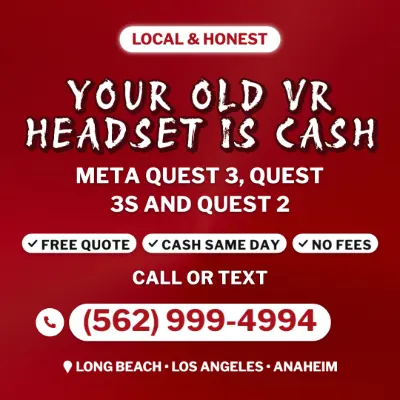 LOCAL & HONEST
YOUR OLD VR
HEADSET IS CASH
META QUEST 3, QUEST
3S AND QUEST 2
✓ FREE QUOTE ✓ CASH SAME DAY ✓ NO FEES
CALL OR TEXT
(562) 999-4994
LONG BEACH • LOS ANGELES • ANAHEIM